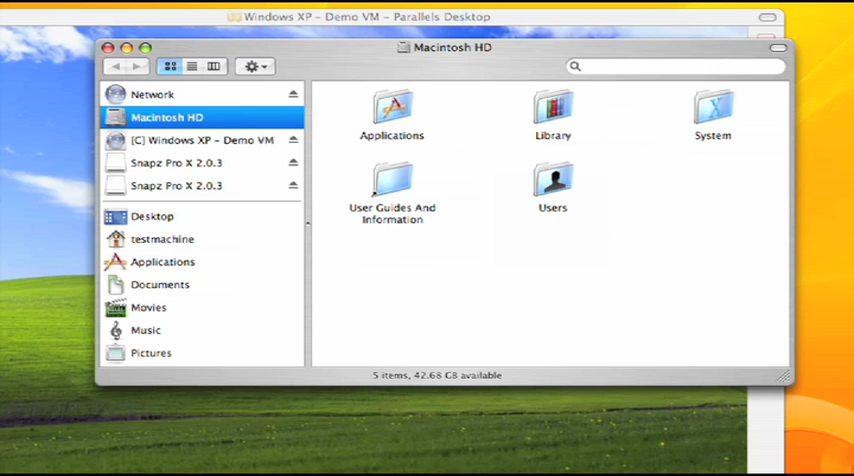 Windows XP - Demo VM - Parallels Desktop
Macintosh HD
Network
Macintosh HD
[C] Windows XP - Demo VM
Snapz Pro X 2.0.3
Snapz Pro X 2.0.3
Desktop
testmachine
Applications
Documents
Movies
Music
Pictures
Applications
Library
System
User Guides And
Information
Users
5 items, 42.68 GB available